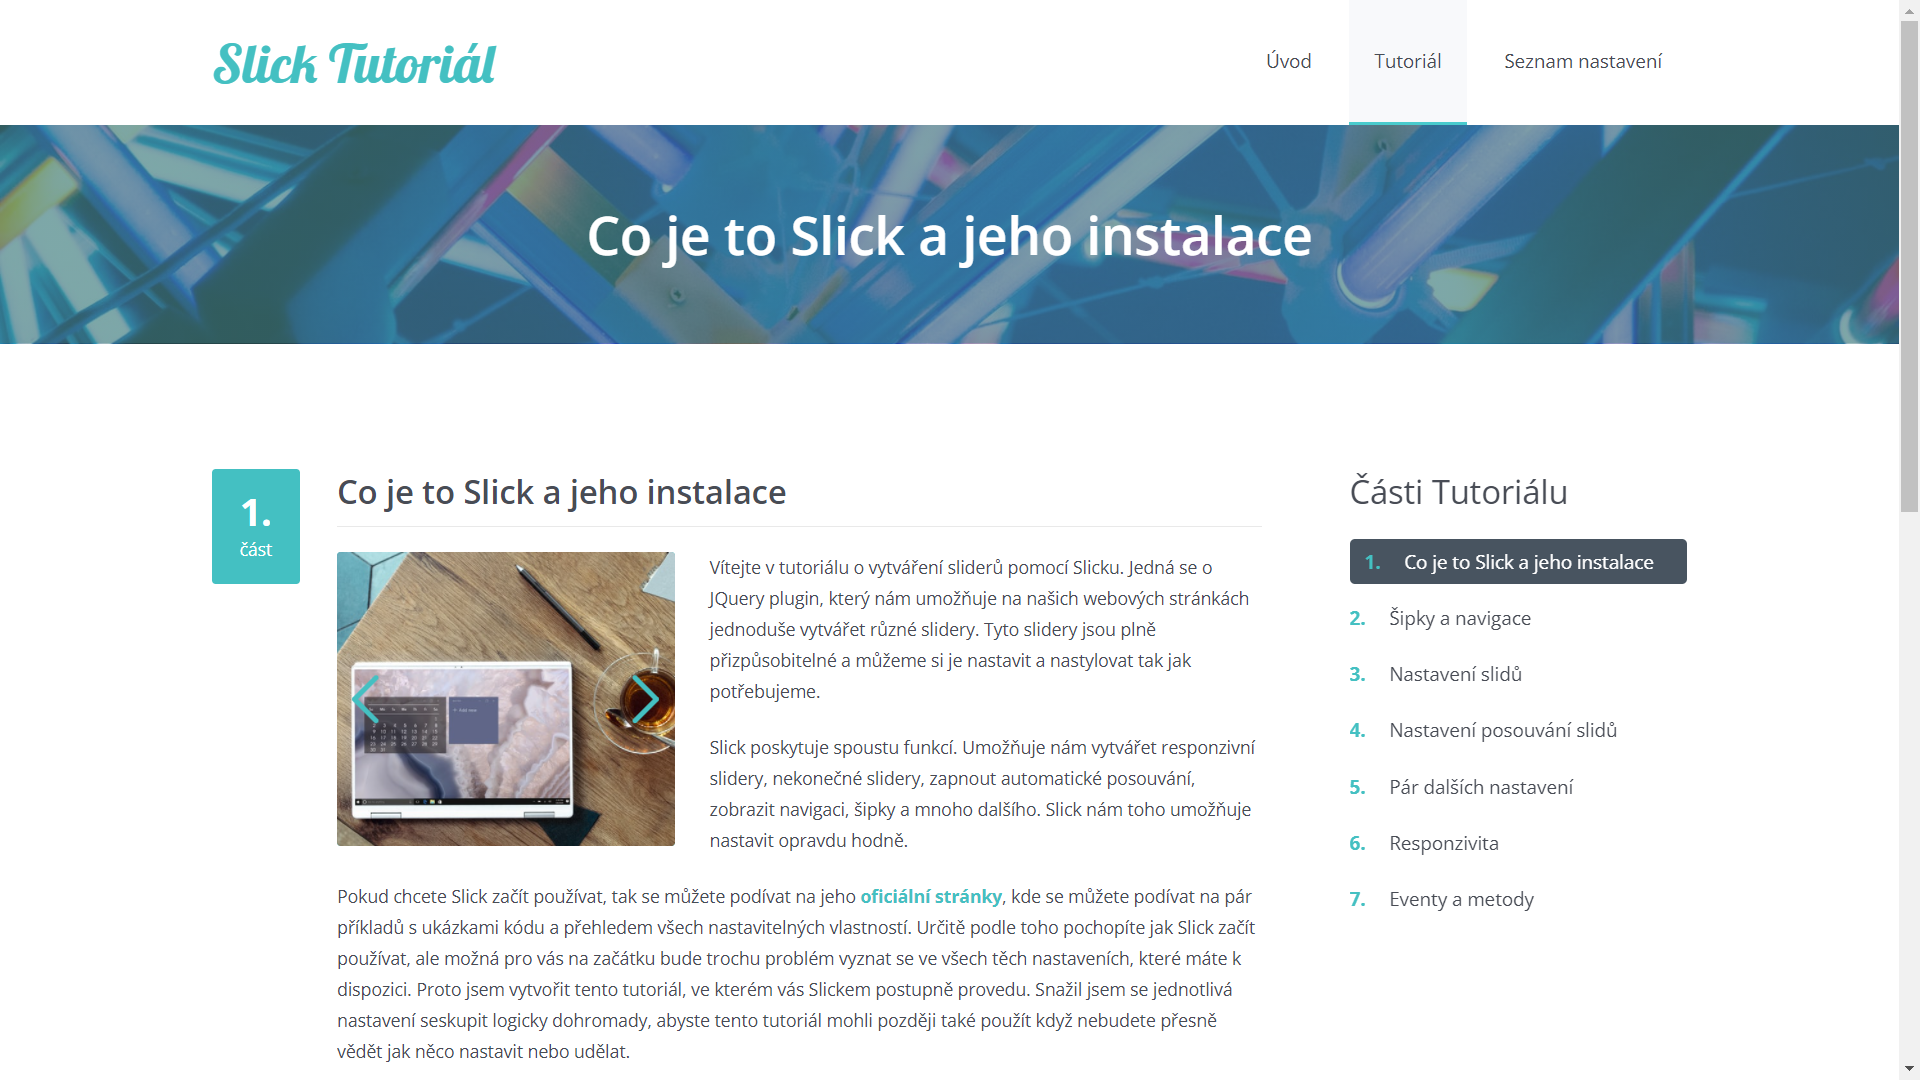 Slick Tutoriál
Úvod
Tutoriál
Seznam nastavení
Co je to Slick a jeho instalace
1.
část
Co je to Slick a jeho instalace
Vítejte v tutoriálu o vytváření sliderů pomocí Slicku. Jedná se o
JQuery plugin, který nám umožňuje na našich webových stránkách
jednoduše vytvářet různé slidery. Tyto slidery jsou plně
přizpůsobitelné a můžeme si je nastavit a nastylovat tak jak
potřebujeme.
Slick poskytuje spoustu funkcí. Umožňuje nám vytvářet responzivní
slidery, nekonečné slidery, zapnout automatické posouvání,
zobrazit navigaci, šipky a mnoho dalšího. Slick nám toho umožňuje
nastavit opravdu hodně.
Pokud chcete Slick začít používat, tak se můžete podívat na jeho oficiální stránky, kde se můžete podívat na pár
příkladů s ukázkami kódu a přehledem všech nastavitelných vlastností. Určitě podle toho pochopíte jak Slick začít
používat, ale možná pro vás na začátku bude trochu problém vyznat se ve všech těch nastaveních, které máte k
dispozici. Proto jsem vytvořit tento tutoriál, ve kterém vás Slickem postupně provedu. Snažil jsem se jednotlivá
nastavení seskupit logicky dohromady, abyste tento tutoriál mohli později také použít když nebudete přesně
vědět jak něco nastavit nebo udělat.
Části Tutoriálu
1. Co je to Slick a jeho instalace
2. Šipky a navigace
3. Nastavení slidů
4. Nastavení posouvání slidů
5. Pár dalších nastavení
6. Responzivita
7. Eventy a metody